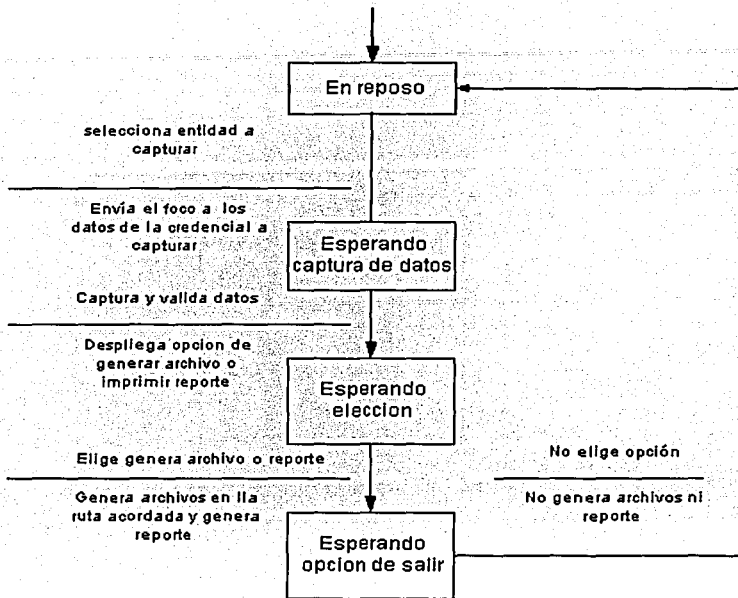 En reposo
selecciona entidad a
capturar
Envía el foco a los
datos de la credencial a
capturar
Esperando
captura de datos
Captura y valida datos
Despliega opcion de
generar archivo o
imprimir reporte
Esperando
eleccion
Elige genera archivo o reporte
Genera archivos en lla
ruta acordada y genera
reporte
No elige opción
No genera archivos ni
reporte
Esperando
opcion de salir